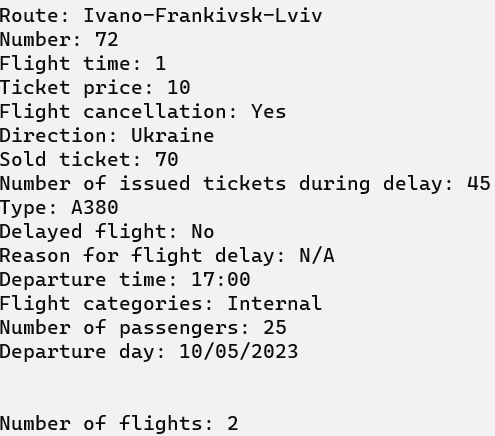 Route: Ivano-Frankivsk-Lviv
Number: 72
Flight time: 1
Ticket price: 10
Flight cancellation: Yes
Direction: Ukraine
Sold ticket: 70
Number of issued tickets during delay: 45
Type: A380
Delayed flight: No
Reason for flight delay: N/A
Departure time: 17:00
Flight categories: Internal
Number of passengers: 25
Departure day: 10/05/2023
Number of flights: 2